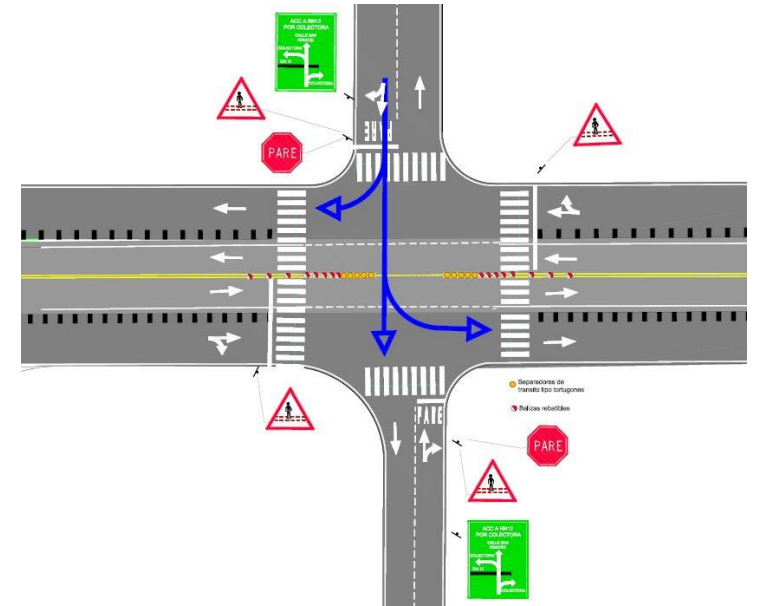 ACC A RN12
POR COLECTORA
CALLE SAN
IGNACIO
COLECTORA
RN 12
COLECTORA
PARE
PARE
Separadores de
transito tipo tortugones
Balizas rebatibles
PARE
PARE
ACC A RN12
POR COLECTORA
CALLE SAN
IGNACIO
COLECTORA
RN 12
COLECTORA